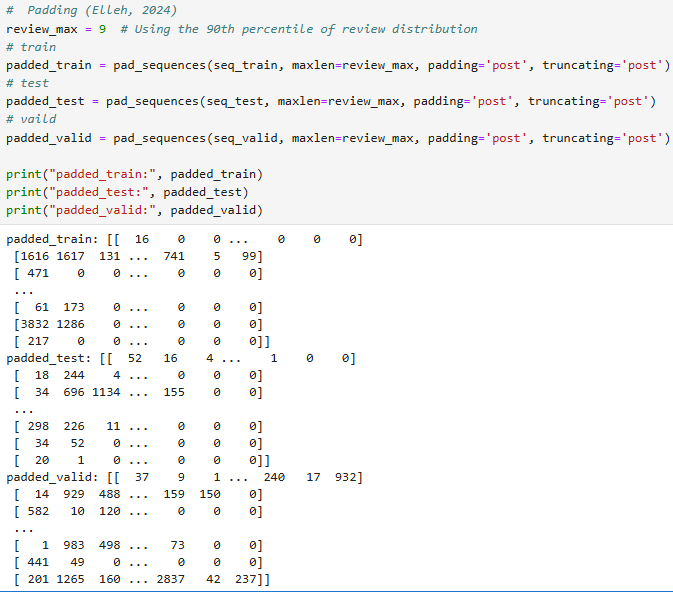 #  Padding (Elleh, 2024)
review_max = 9  # Using the 90th percentile of review distribution
# train
padded_train = pad_sequences(seq_train, maxlen=review_max, padding='post', truncating='post')
# test
padded_test = pad_sequences(seq_test, maxlen=review_max, padding='post', truncating='post')
# vaild
padded_valid = pad_sequences(seq_valid, maxlen=review_max, padding='post', truncating='post')
print("padded_train:", padded_train)
print("padded_test:", padded_test)
print("padded_valid:", padded_valid)
padded_train: [[  16    0    0 ...    0    0    0]
 [1616 1617  131 ...  741    5   99]
 [ 471    0    0 ...    0    0    0]
 ...
 [  61  173    0 ...    0    0    0]
 [3832 1286    0 ...    0    0    0]
 [ 217    0    0 ...    0    0    0]]
padded_test: [[  52   16    4 ...    1    0    0]
 [  18  244    4 ...    0    0    0]
 [  34  696 1134 ...  155    0    0]
 ...
 [ 298  226   11 ...    0    0    0]
 [  34   52    0 ...    0    0    0]
 [  20    1    0 ...    0    0    0]]
padded_valid: [[  37    9    1 ...  240   17  932]
 [  14  929  488 ...  159  150    0]
 [ 582   10  120 ...    0    0    0]
 ...
 [   1  983  498 ...   73    0    0]
 [ 441   49    0 ...    0    0    0]
 [ 201 1265  160 ... 2837   42  237]]